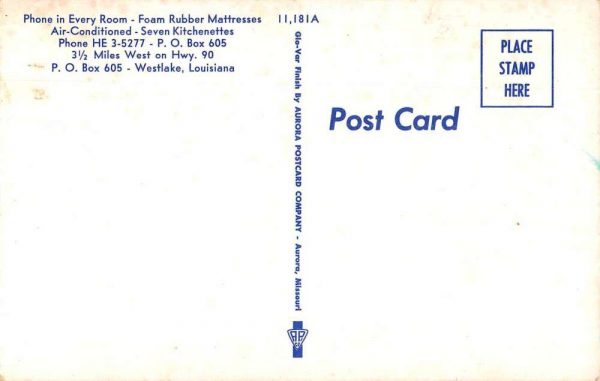 Phone in Every Room - Foam Rubber Mattresses
Air-Conditioned - Seven Kitchenettes
Phone HE 3-5277 - P. O. Box 605
3½ Miles West on Hwy. 90
P. O. Box 605 - Westlake, Louisiana
11,181A
Glo-Var Finish By AURORA POSTCARD COMPANY - Aurora, Missouri
Post Card
PLACE
STAMP
HERE